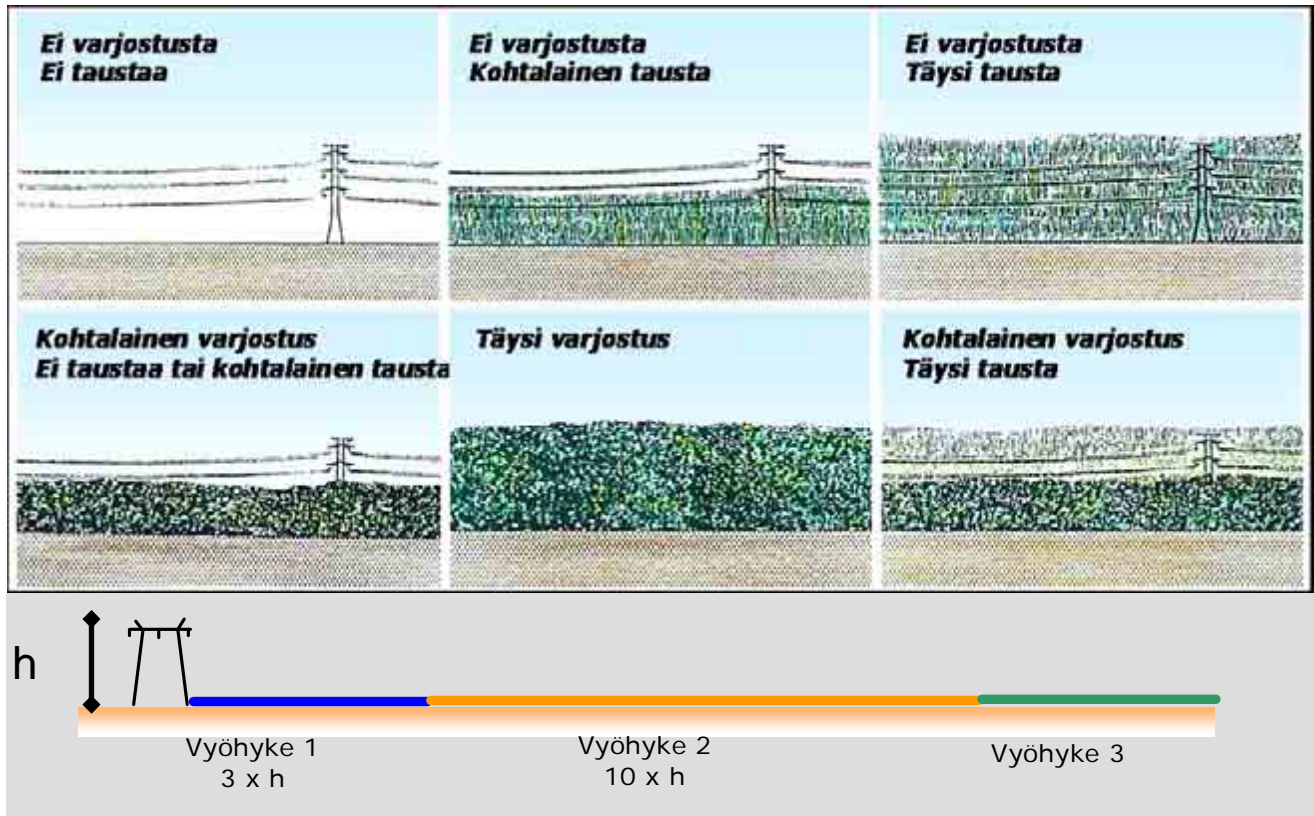 Ei varjostusta
Ei taustaa
Ei varjostusta
Kohtalainen tausta
Ei varjostusta
Täysi tausta
Kohtalainen varjostus
Ei taustaa tai kohtalainen tausta
Täysi varjostus
Kohtalainen varjostus
Täysi tausta
h
Vyöhyke 1
3 x h
Vyöhyke 2
10 x h
Vyöhyke 3